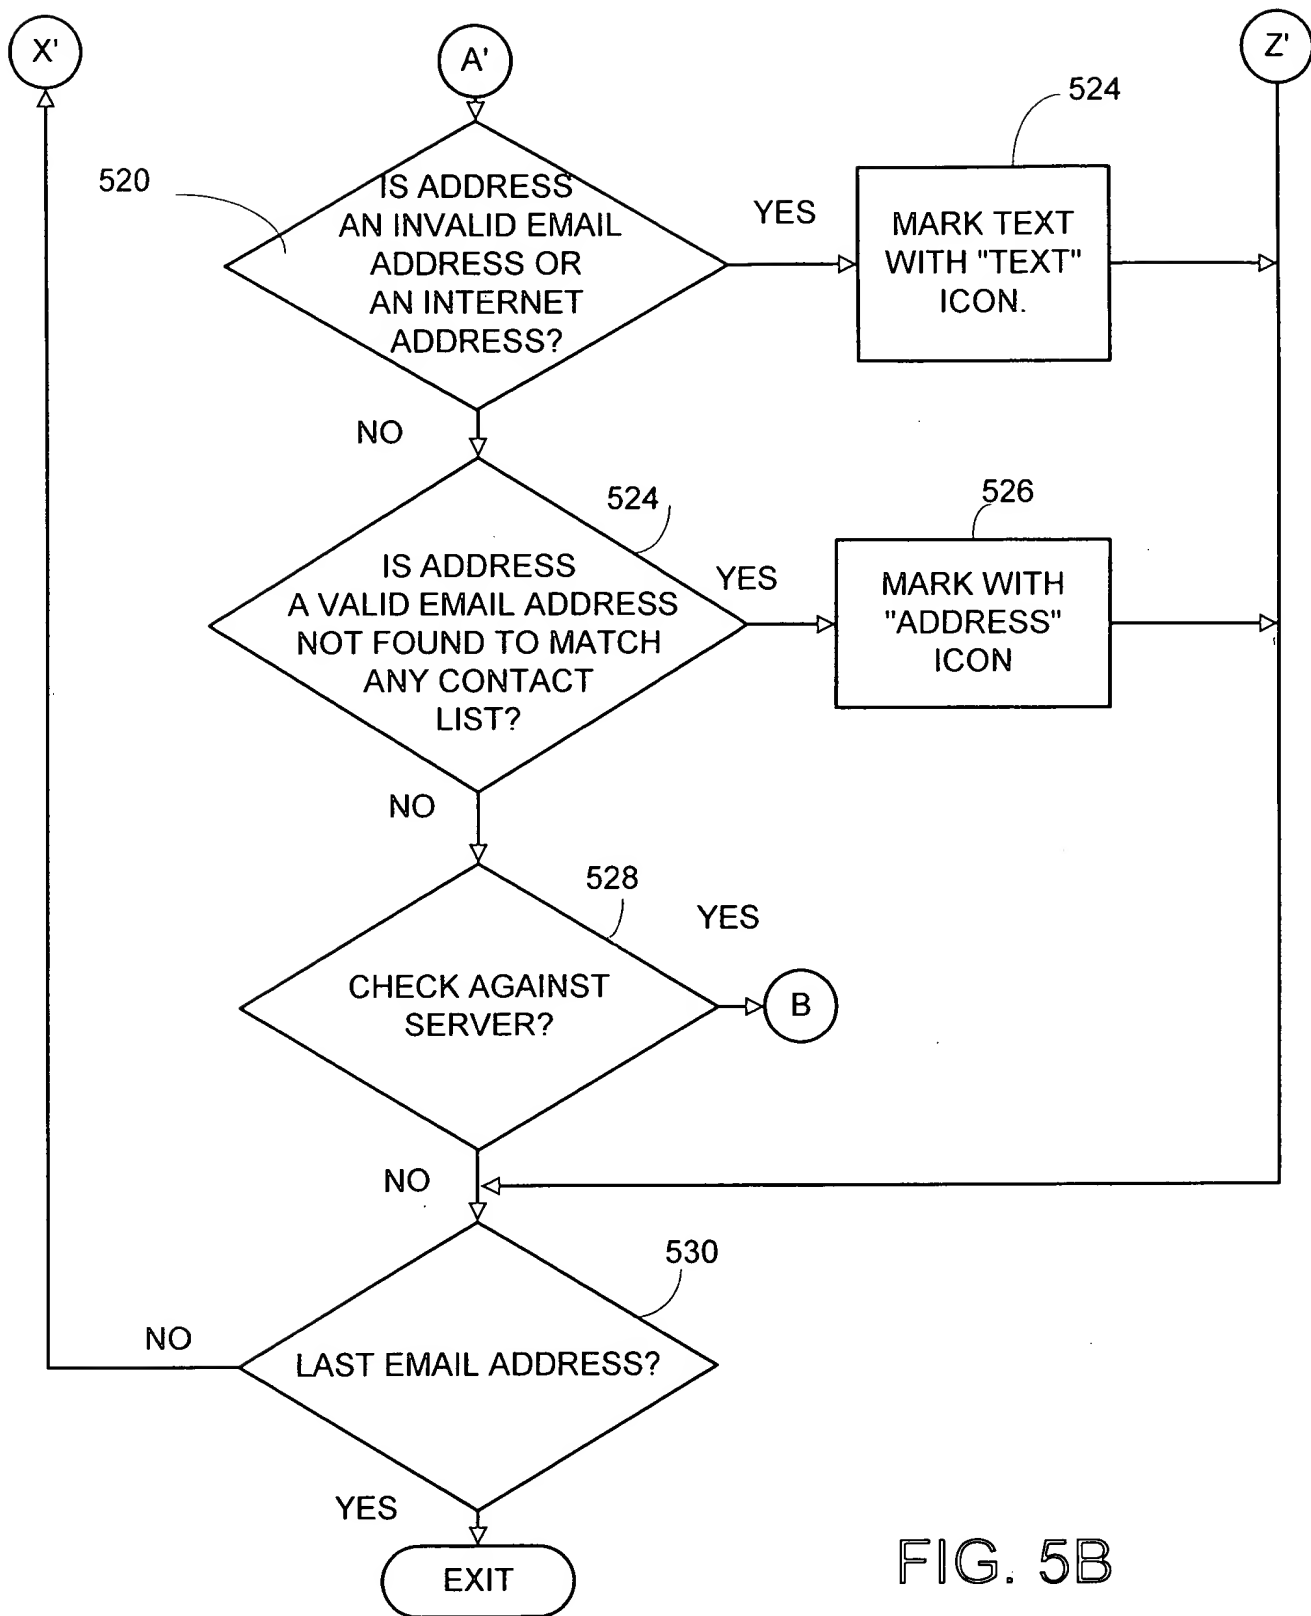 X'
A'
Z'
524
520
IS ADDRESS
AN INVALID EMAIL
ADDRESS OR
AN INTERNET
ADDRESS?
YES
MARK TEXT
WITH "TEXT"
ICON.
NO
524
526
IS ADDRESS
A VALID EMAIL ADDRESS
NOT FOUND TO MATCH
ANY CONTACT
LIST?
YES
MARK WITH
"ADDRESS"
ICON
NO
528
YES
CHECK AGAINST
SERVER?
B
NO
530
NO
LAST EMAIL ADDRESS?
YES
EXIT
FIG. 5B